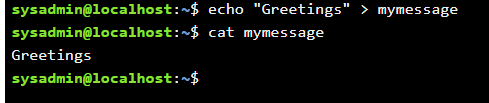 sysadmin@localhost:~$ echo "Greetings" > mymessage
sysadmin@localhost:~$ cat mymessage
Greetings
sysadmin@localhost:~$